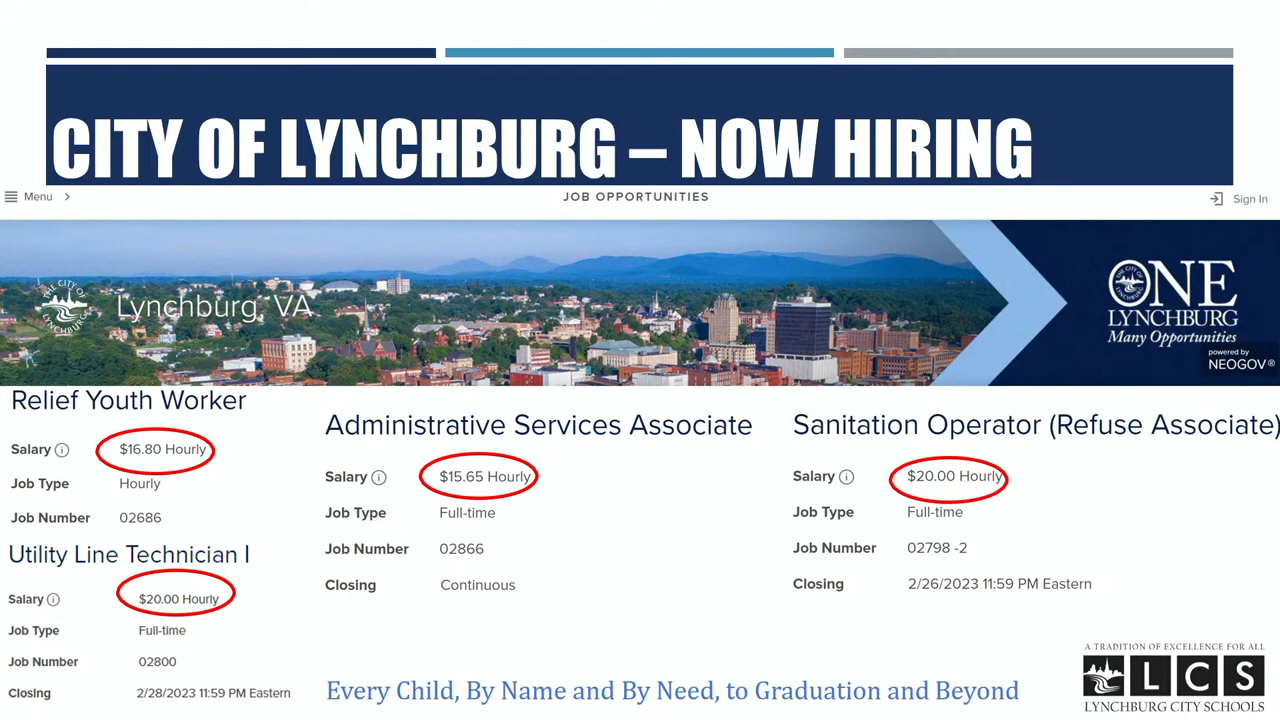 CITY OF LYNCHBURG – NOW HIRING
Menu
JOB OPPORTUNITIES
Sign In
THE CITY OF LYNCHBURG
Lynchburg, VA
ONE
LYNCHBURG
Many Opportunities
powered by
NEOGOV®
Relief Youth Worker
Salary $16.80 Hourly
Job Type Hourly
Job Number 02686
Utility Line Technician I
Salary $20.00 Hourly
Job Type Full-time
Job Number 02800
Closing 2/28/2023 11:59 PM Eastern
Administrative Services Associate
Salary $15.65 Hourly
Job Type Full-time
Job Number 02866
Closing Continuous
Sanitation Operator (Refuse Associate)
Salary $20.00 Hourly
Job Type Full-time
Job Number 02798 -2
Closing 2/26/2023 11:59 PM Eastern
Every Child, By Name and By Need, to Graduation and Beyond
A TRADITION OF EXCELLENCE FOR ALL
LCS
LYNCHBURG CITY SCHOOLS